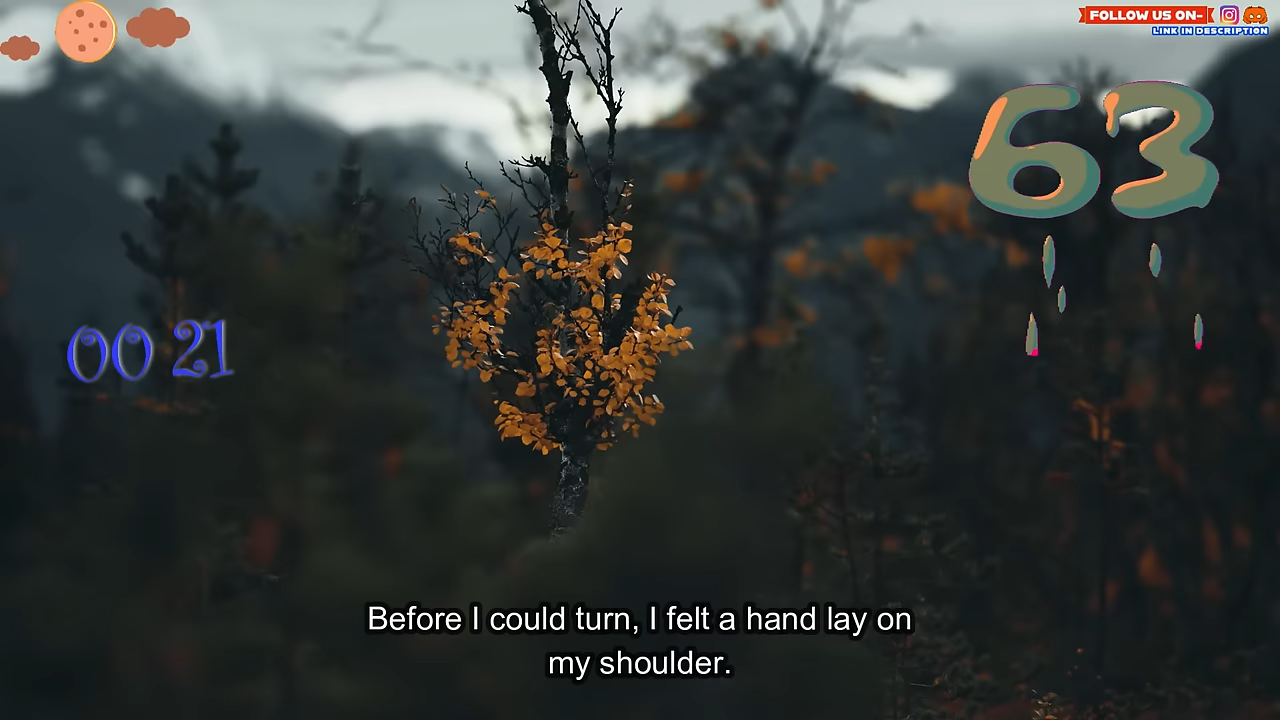 FOLLOW US ON-
LINK IN DESCRIPTION
63
00 21
Before I could turn, I felt a hand lay on
my shoulder.